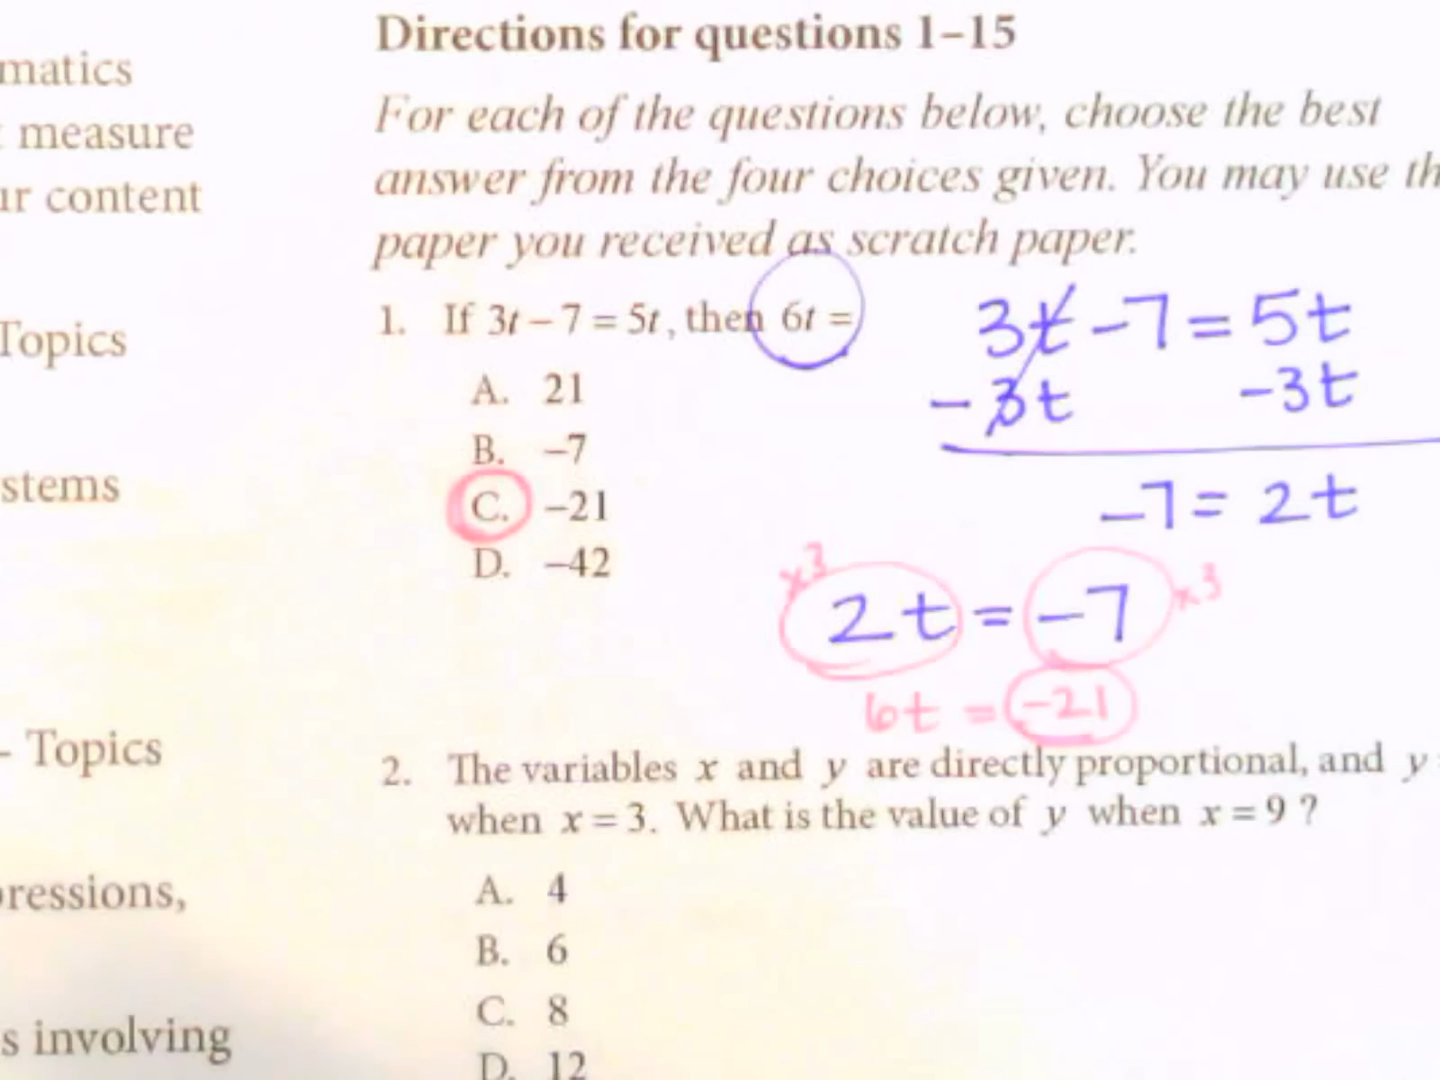 matics
measure
ur content
Topics
stems
- Topics
pressions,
s involving
Directions for questions 1–15
For each of the questions below, choose the best
answer from the four choices given. You may use th
paper you received as scratch paper.
1. If 3t – 7 = 5t, then 6t =
A. 21
B. –7
C. –21
D. –42
3t - 7 = 5t
- 3t -3t
-7 = 2t
x3 2t = -7 x3
6t = -21
2. The variables x and y are directly proportional, and y
when x = 3. What is the value of y when x = 9 ?
A. 4
B. 6
C. 8
D. 12